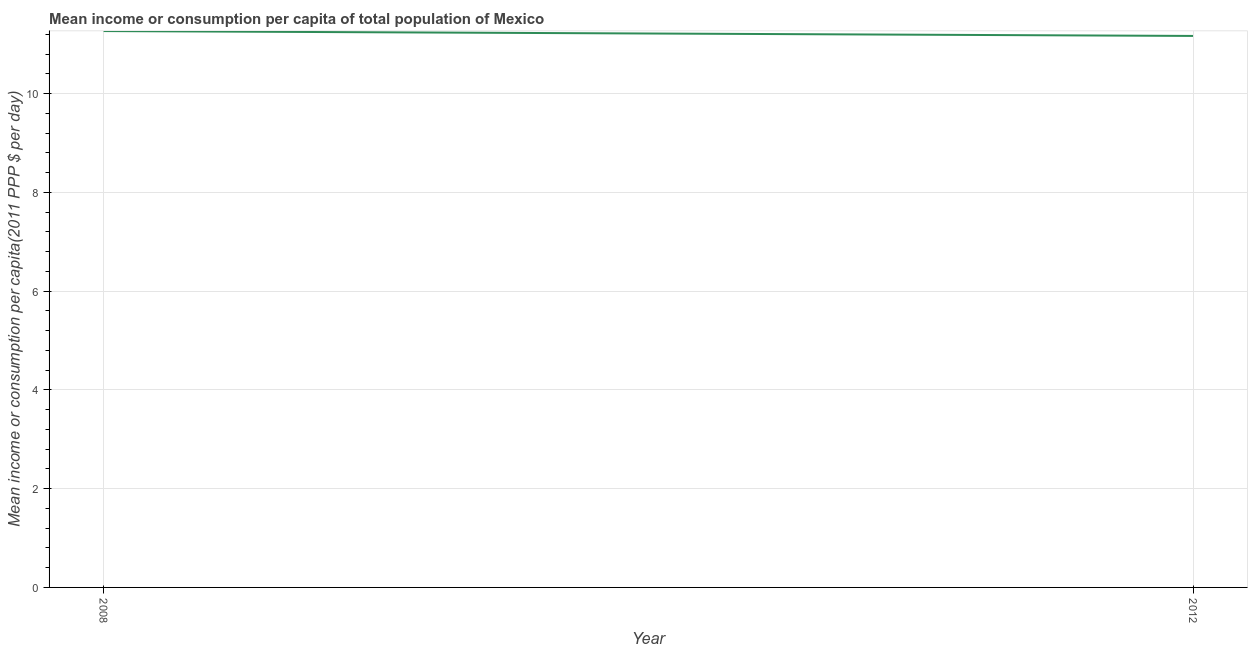 Mean income or consumption per capita of total population of Mexico
Mean income or consumption per capita(2011 PPP $ per day)
10
8
6
4
2
0
2008
2012
Year